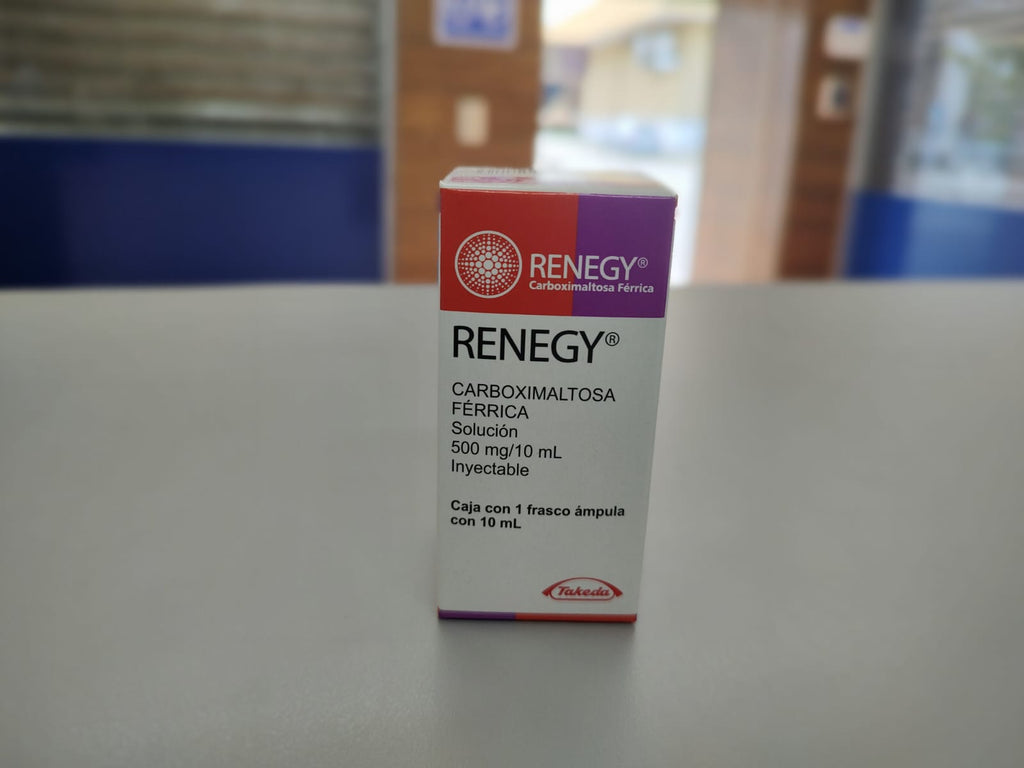 RENEGY®
Carboximaltosa Férrica
RENEGY®
CARBOXIMALTOSA
FÉRRICA
Solución
500 mg/10 mL
Inyectable
Caja con 1 frasco ámpula
con 10 mL
Takeda